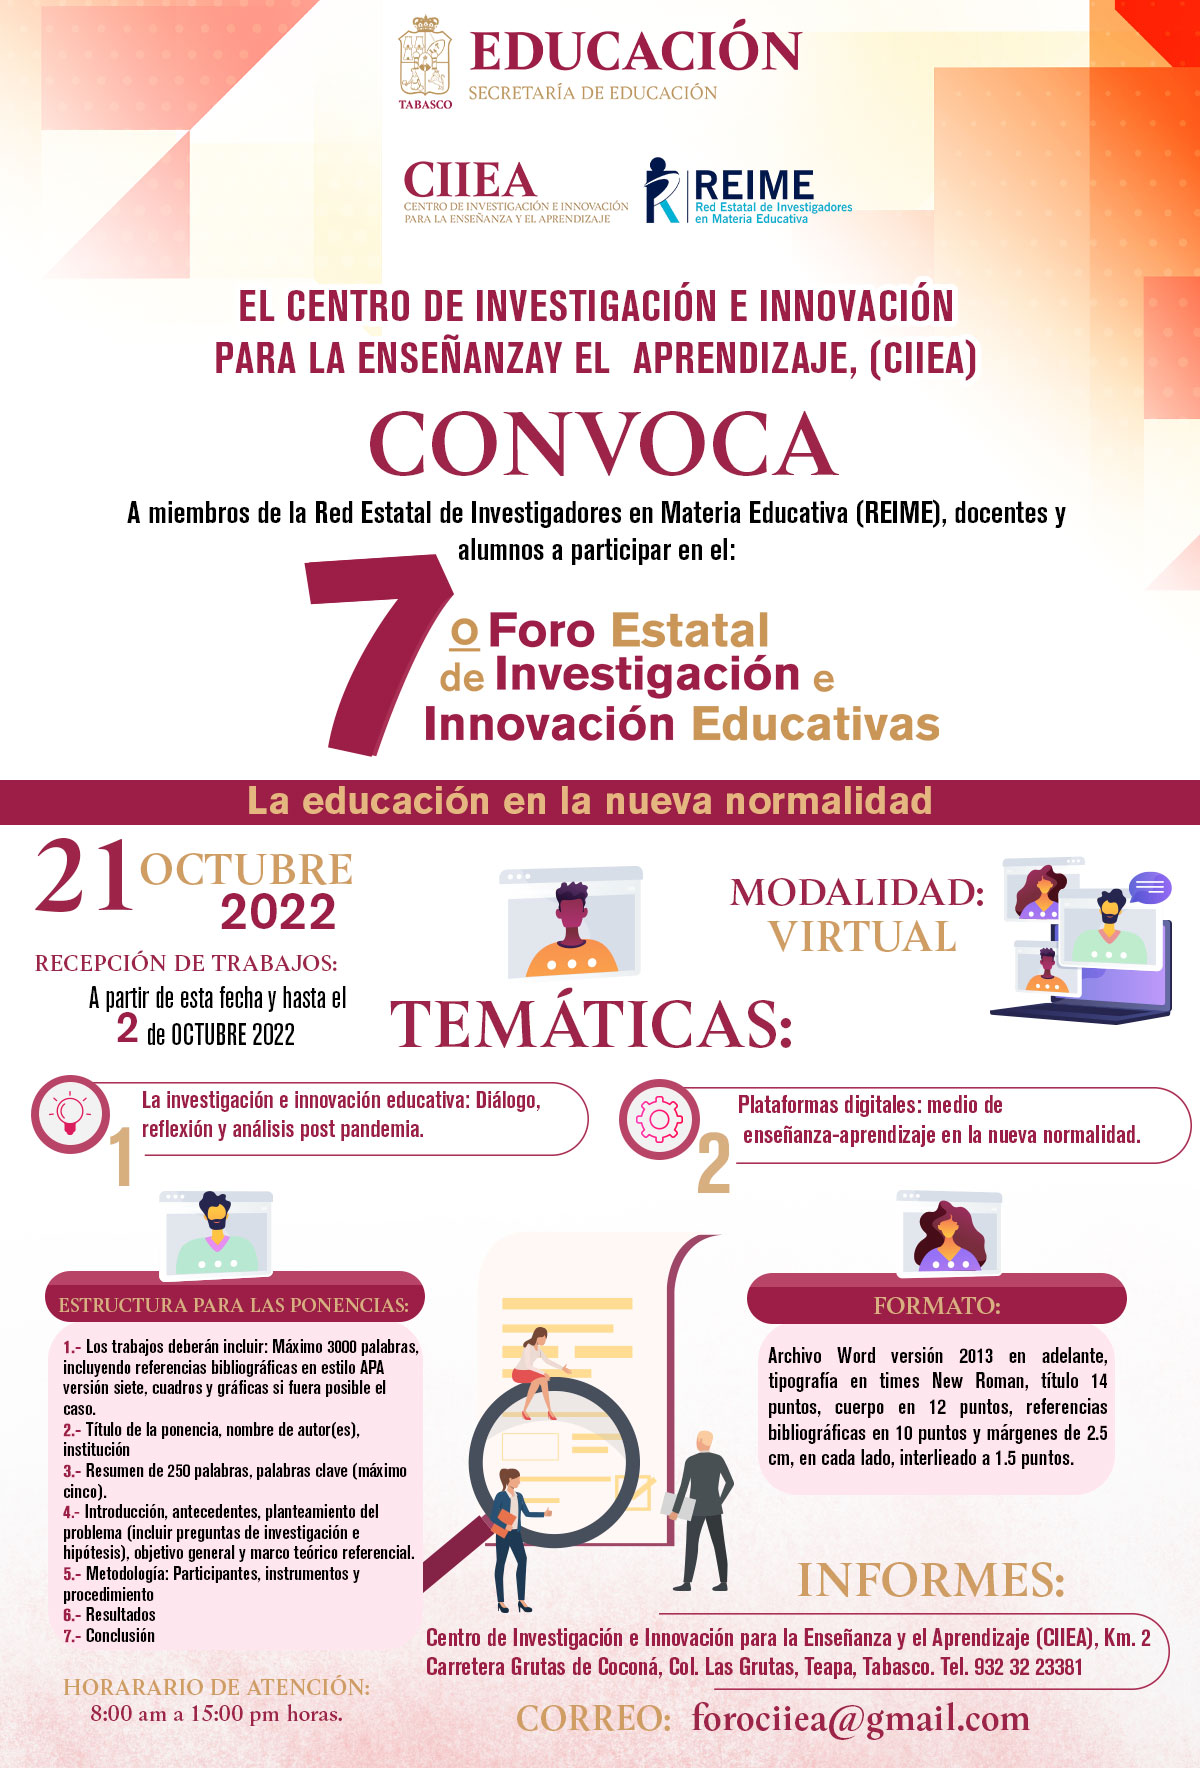 EDUCACIÓN
SECRETARÍA DE EDUCACIÓN
TABASCO
CIIEA
CENTRO DE INVESTIGACIÓN E INNOVACIÓN
PARA LA ENSEÑANZA Y EL APRENDIZAJE
REIME
Red Estatal de Investigadores
en Materia Educativa
EL CENTRO DE INVESTIGACIÓN E INNOVACIÓN
PARA LA ENSEÑANZAY EL APRENDIZAJE, (CIIEA)
CONVOCA
A miembros de la Red Estatal de Investigadores en Materia Educativa (REIME), docentes y
alumnos a participar en el:
7º Foro Estatal
de Investigación e
Innovación Educativas
La educación en la nueva normalidad
21 OCTUBRE
2022
RECEPCIÓN DE TRABAJOS:
A partir de esta fecha y hasta el
2 de OCTUBRE 2022
MODALIDAD:
VIRTUAL
TEMÁTICAS:
1
La investigación e innovación educativa: Diálogo,
reflexión y análisis post pandemia.
2
Plataformas digitales: medio de
enseñanza-aprendizaje en la nueva normalidad.
ESTRUCTURA PARA LAS PONENCIAS:
1.- Los trabajos deberán incluir: Máximo 3000 palabras,
incluyendo referencias bibliográficas en estilo APA
versión siete, cuadros y gráficas si fuera posible el
caso.
2.- Título de la ponencia, nombre de autor(es),
institución
3.- Resumen de 250 palabras, palabras clave (máximo
cinco).
4.- Introducción, antecedentes, planteamiento del
problema (incluir preguntas de investigación e
hipótesis), objetivo general y marco teórico referencial.
5.- Metodología: Participantes, instrumentos y
procedimiento
6.- Resultados
7.- Conclusión
HORARARIO DE ATENCIÓN:
8:00 am a 15:00 pm horas.
FORMATO:
Archivo Word versión 2013 en adelante,
tipografía en times New Roman, título 14
puntos, cuerpo en 12 puntos, referencias
bibliográficas en 10 puntos y márgenes de 2.5
cm, en cada lado, interlieado a 1.5 puntos.
INFORMES:
Centro de Investigación e Innovación para la Enseñanza y el Aprendizaje (CIIEA), Km. 2
Carretera Grutas de Coconá, Col. Las Grutas, Teapa, Tabasco. Tel. 932 32 23381
CORREO: forociiea@gmail.com